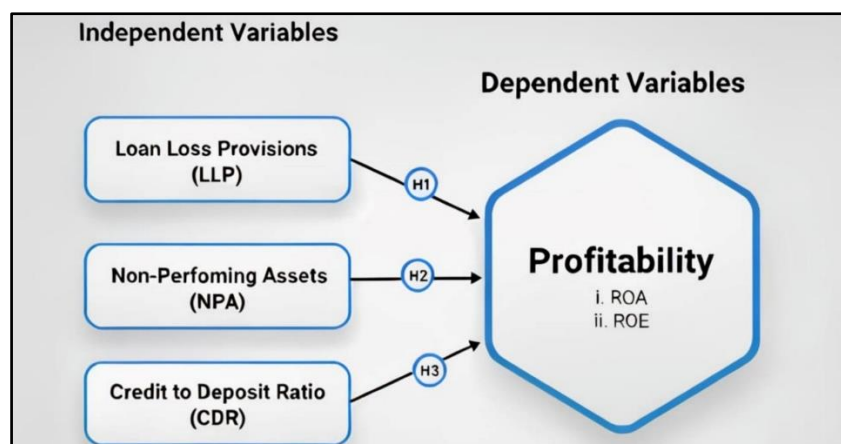 Independent Variables
Dependent Variables
Loan Loss Provisions
(LLP)
H1
Non-Perfoming Assets
(NPA)
H2
Profitability
i. ROA
ii. ROE
Credit to Deposit Ratio
(CDR)
H3